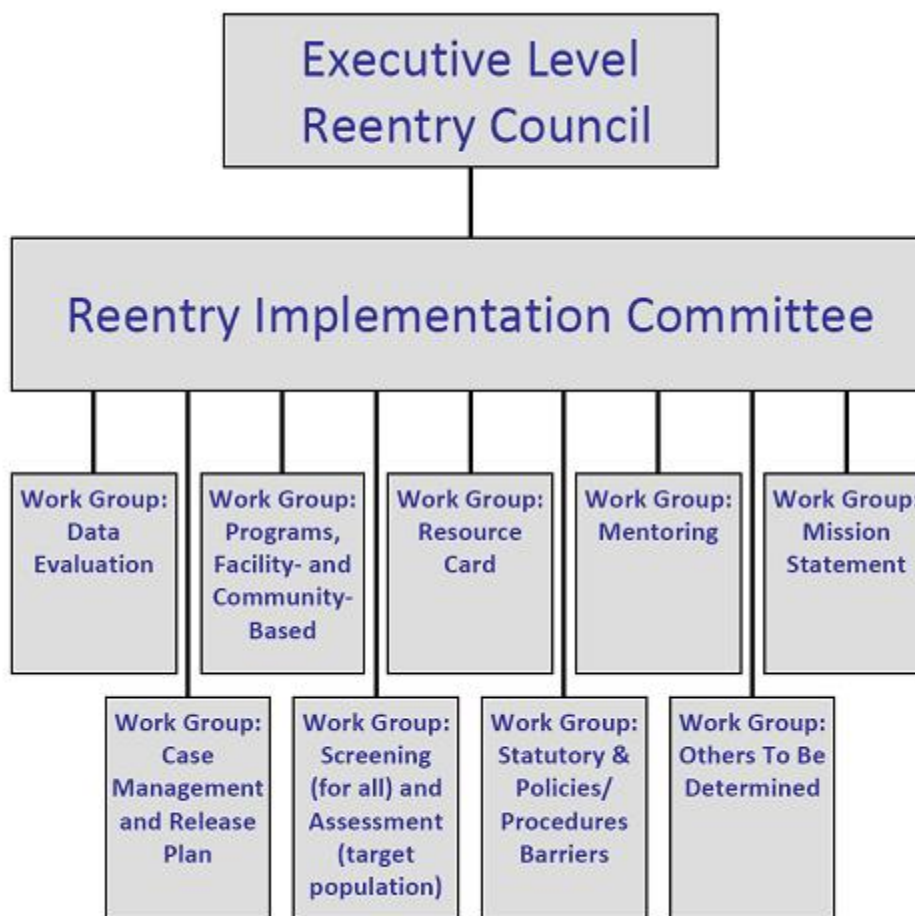 Executive Level
Reentry Council
Reentry Implementation Committee
Work Group:
Data
Evaluation
Work Group:
Programs,
Facility- and
Community-
Based
Work Group:
Resource
Card
Work Group:
Mentoring
Work Group:
Mission
Statement
Work Group:
Case
Management
and Release
Plan
Work Group:
Screening
(for all) and
Assessment
(target
population)
Work Group:
Statutory &
Policies/
Procedures
Barriers
Work Group:
Others To Be
Determined